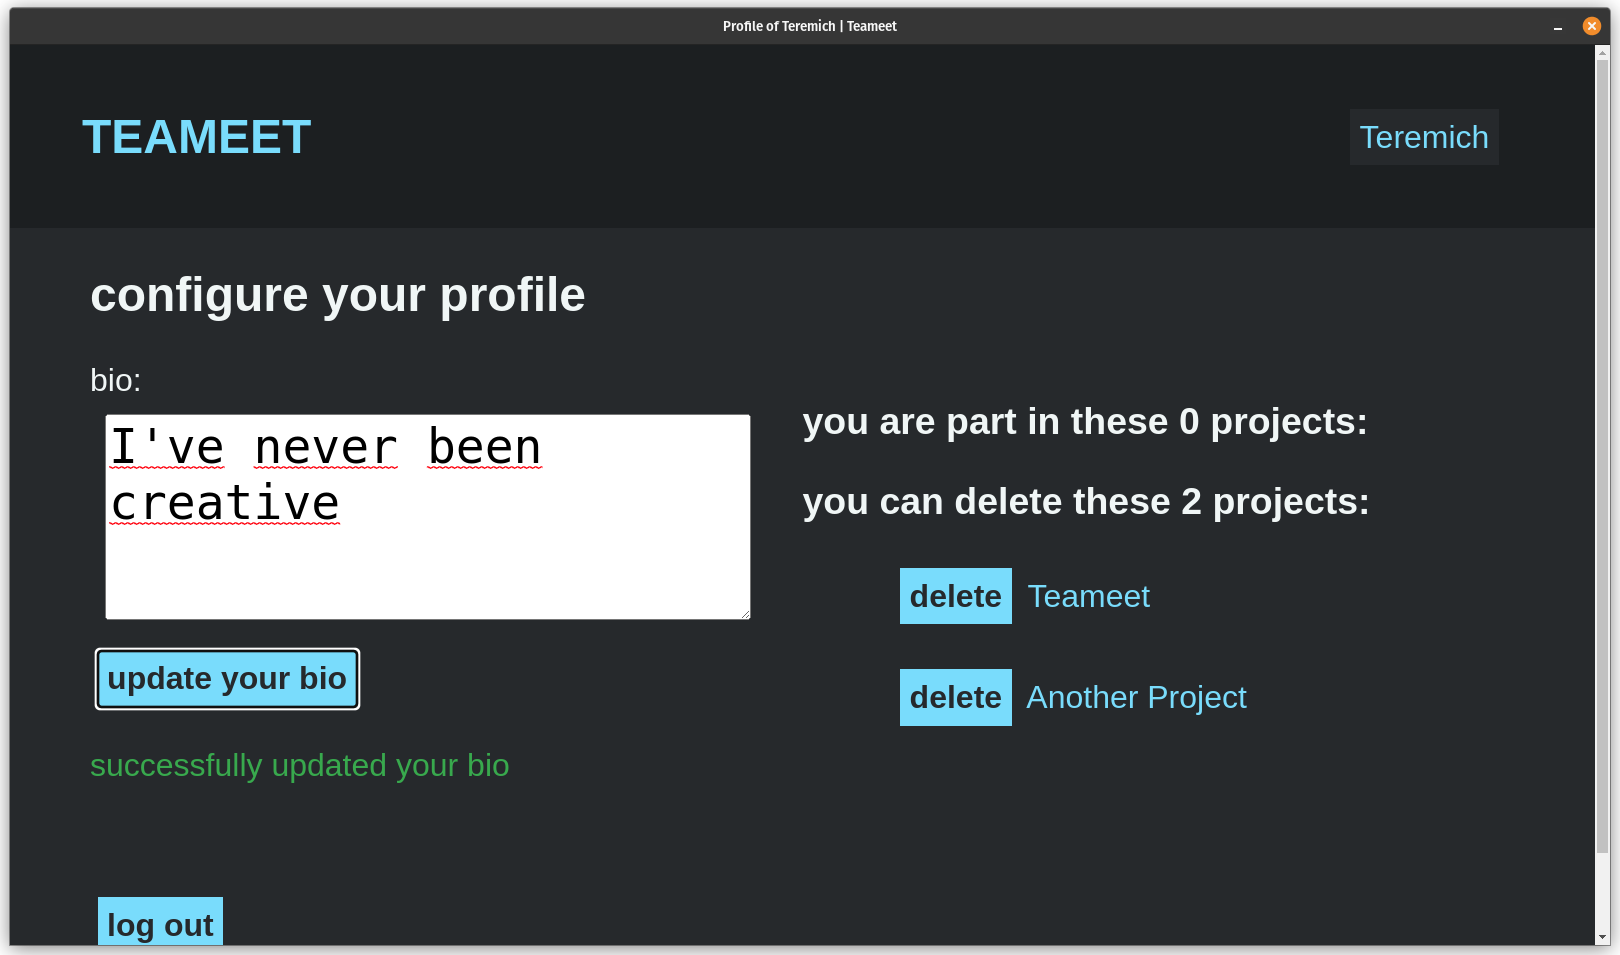 Profile of Teremich | Teameet
TEAMEET
Teremich
configure your profile
bio:
I've never been
creative
update your bio
successfully updated your bio
log out
you are part in these 0 projects:
you can delete these 2 projects:
delete Teameet
delete Another Project